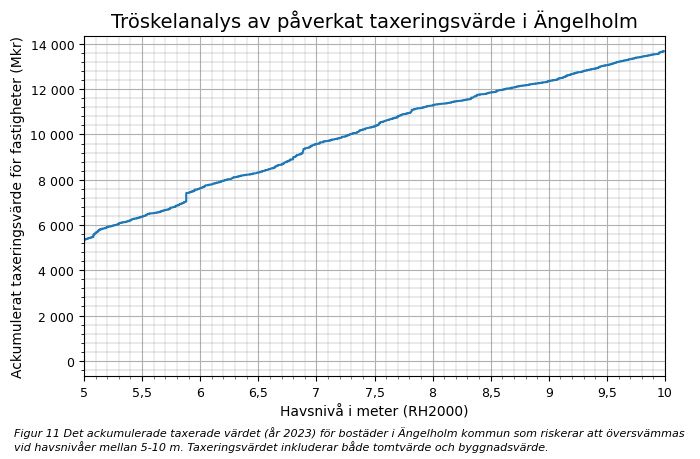 Tröskelanalys av påverkat taxeringsvärde i Ängelholm
Ackumulerat taxeringsvärde för fastigheter (Mkr)
14 000
12 000
10 000
8 000
6 000
4 000
2 000
0
5 5,5 6 6,5 7 7,5 8 8,5 9 9,5 10
Havsnivå i meter (RH2000)
Figur 11 Det ackumulerade taxerade värdet (år 2023) för bostäder i Ängelholm kommun som riskerar att översvämmas
vid havsnivåer mellan 5-10 m. Taxeringsvärdet inkluderar både tomtvärde och byggnadsvärde.